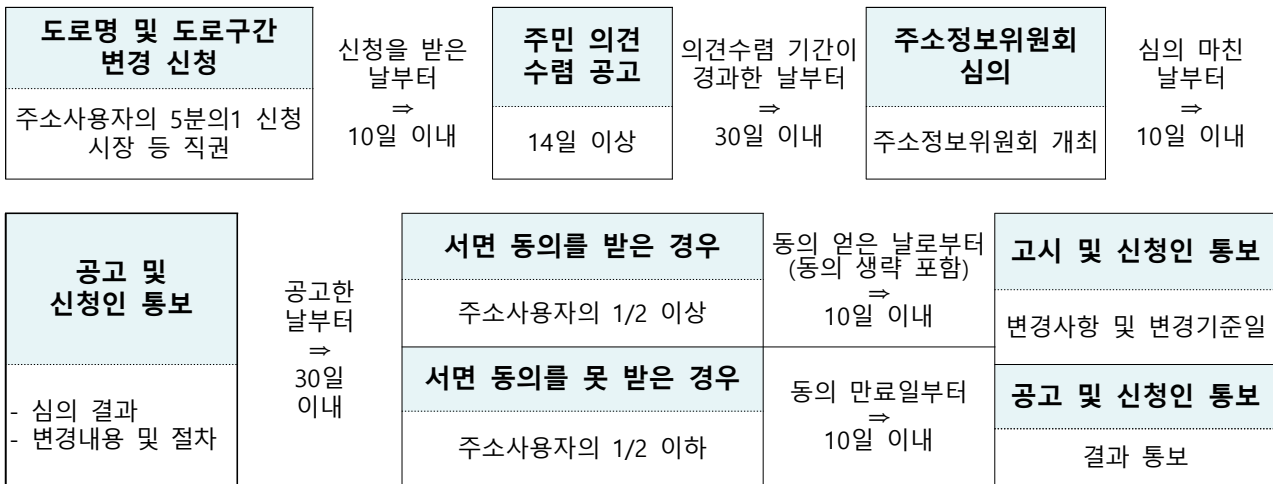 도로명 및 도로구간
변경 신청
주소사용자의 5분의1 신청
시장 등 직권
신청을 받은
날부터
⇒
10일 이내
주민 의견
수렴 공고
14일 이상
의견수렴 기간이
경과한 날부터
⇒
30일 이내
주소정보위원회
심의
주소정보위원회 개최
심의 마친
날부터
⇒
10일 이내
공고 및
신청인 통보
- 심의 결과
- 변경내용 및 절차
공고한
날부터
⇒
30일
이내
서면 동의를 받은 경우
주소사용자의 1/2 이상
동의 얻은 날로부터
(동의 생략 포함)
⇒
10일 이내
고시 및 신청인 통보
변경사항 및 변경기준일
서면 동의를 못 받은 경우
주소사용자의 1/2 이하
동의 만료일부터
⇒
10일 이내
공고 및 신청인 통보
결과 통보